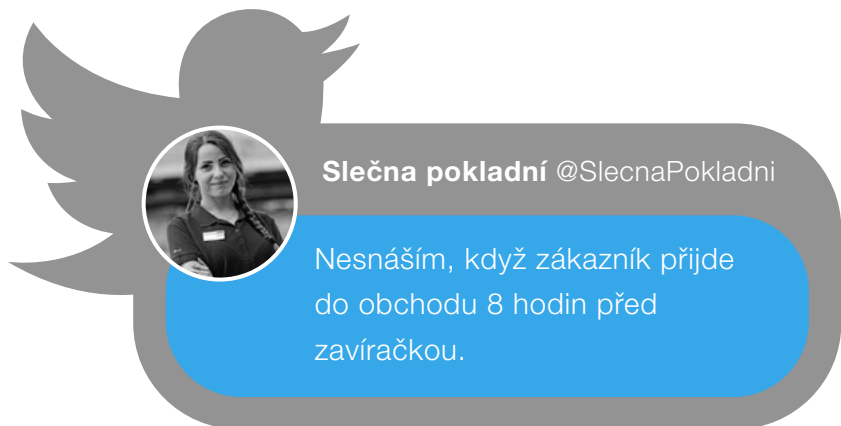 Slečna pokladní @SlecnaPokladni
Nesnáším, když zákazník přijde
do obchodu 8 hodin před
zavíračkou.